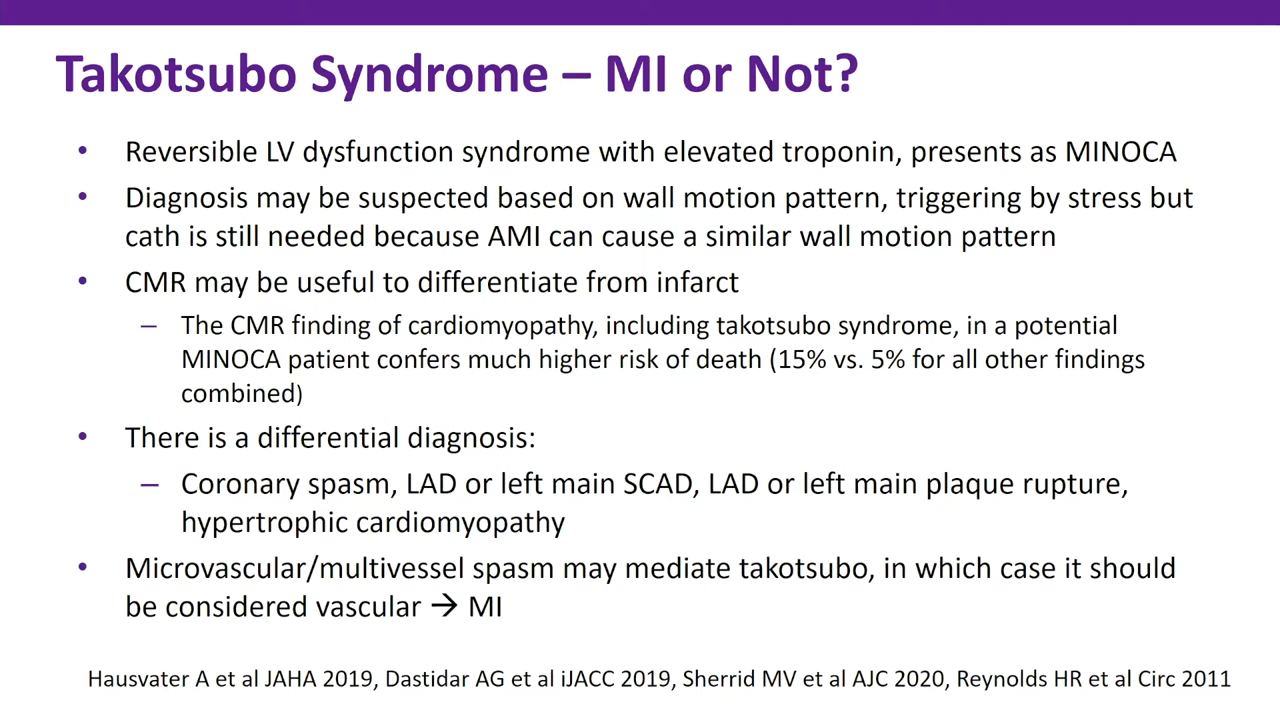 Takotsubo Syndrome – MI or Not?
• Reversible LV dysfunction syndrome with elevated troponin, presents as MINOCA
• Diagnosis may be suspected based on wall motion pattern, triggering by stress but
cath is still needed because AMI can cause a similar wall motion pattern
• CMR may be useful to differentiate from infarct
– The CMR finding of cardiomyopathy, including takotsubo syndrome, in a potential
MINOCA patient confers much higher risk of death (15% vs. 5% for all other findings
combined)
• There is a differential diagnosis:
– Coronary spasm, LAD or left main SCAD, LAD or left main plaque rupture,
hypertrophic cardiomyopathy
• Microvascular/multivessel spasm may mediate takotsubo, in which case it should
be considered vascular → MI
Hausvater A et al JAHA 2019, Dastidar AG et al iJACC 2019, Sherrid MV et al AJC 2020, Reynolds HR et al Circ 2011